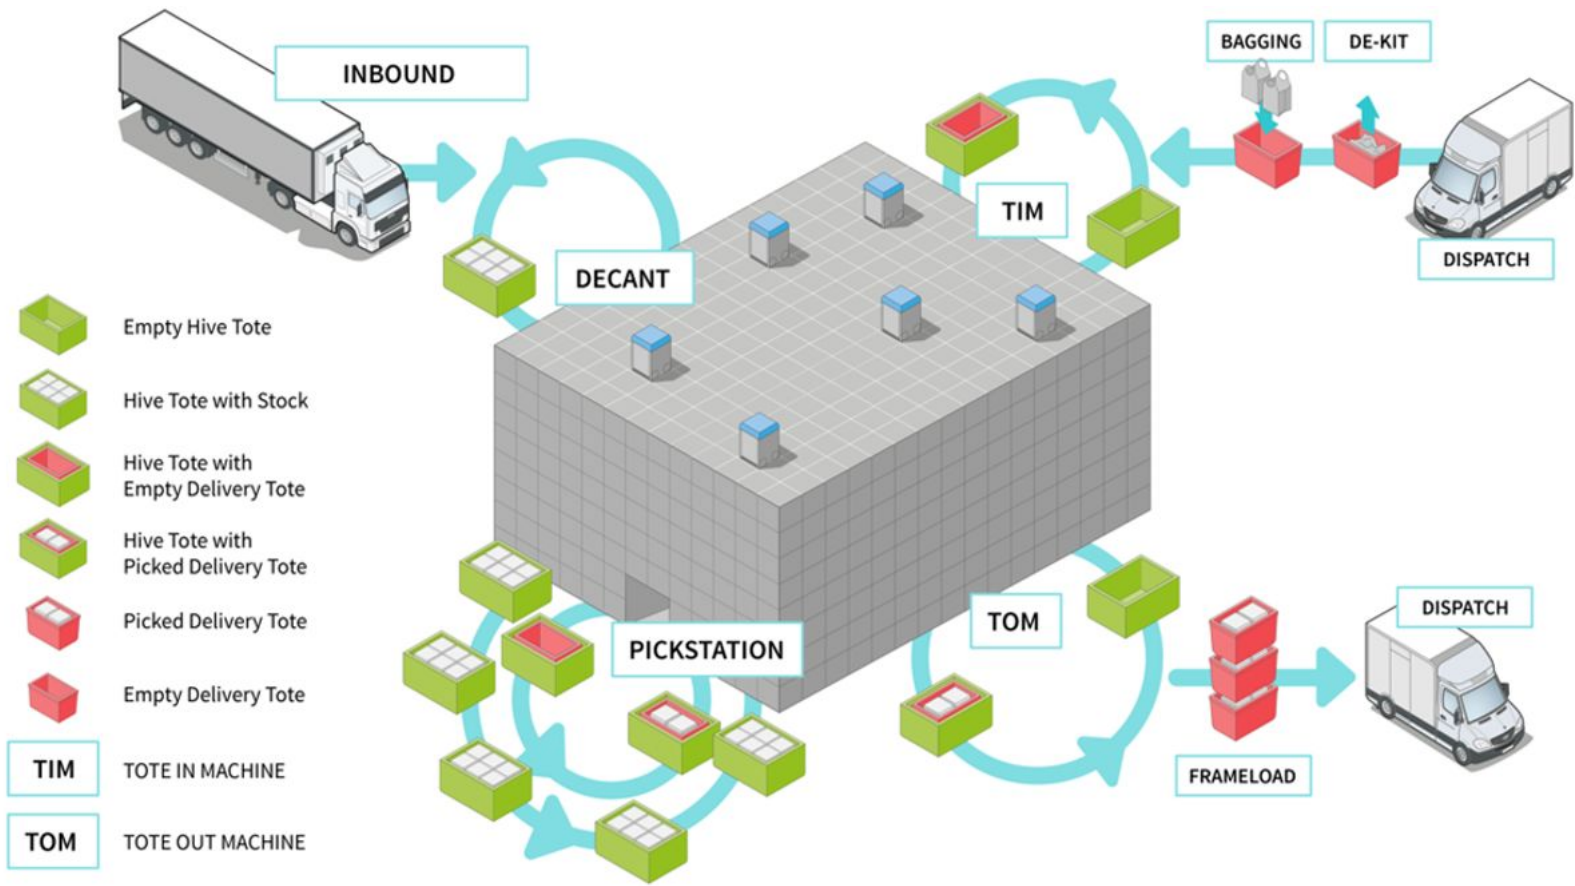 INBOUND
BAGGING
DE-KIT
TIM
DISPATCH
DECANT
Empty Hive Tote
Hive Tote with Stock
Hive Tote with
Empty Delivery Tote
Hive Tote with
Picked Delivery Tote
Picked Delivery Tote
Empty Delivery Tote
TIM
TOTE IN MACHINE
TOM
TOTE OUT MACHINE
PICKSTATION
TOM
DISPATCH
FRAMELOAD